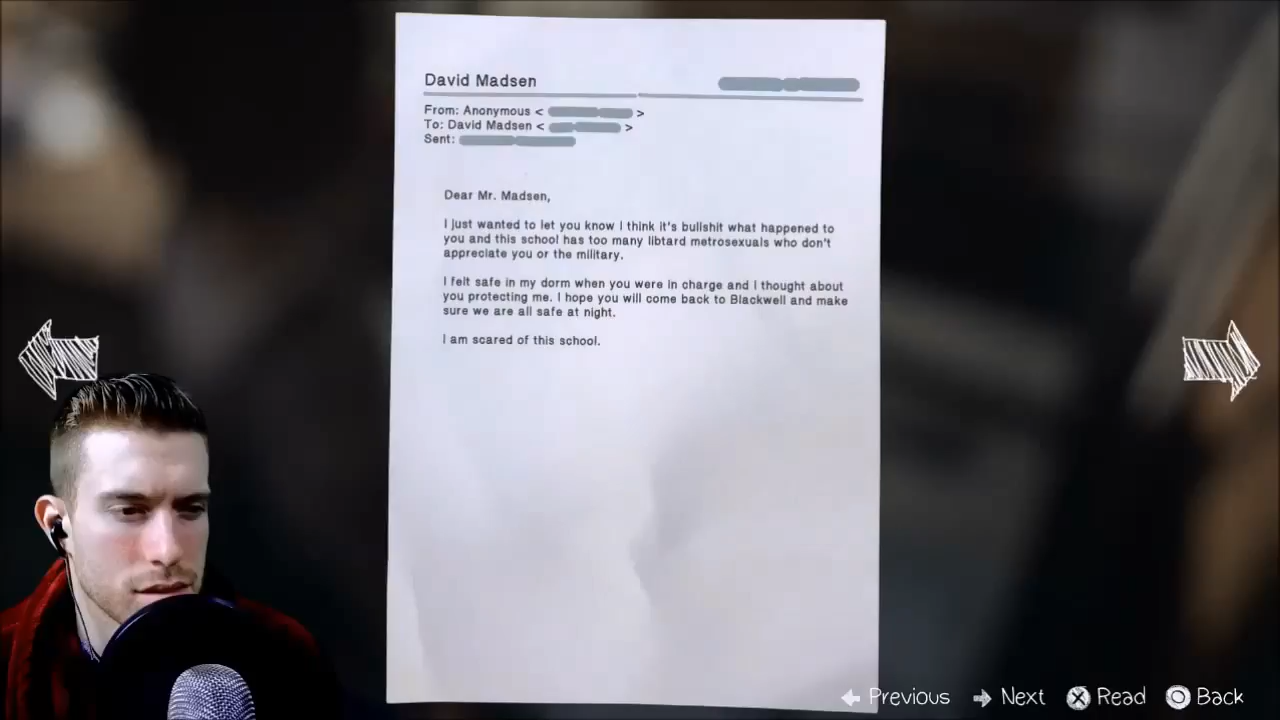 David Madsen
From: Anonymous < >
To: David Madsen < >
Sent:
Dear Mr. Madsen,
I just wanted to let you know I think it's bullshit what happened to
you and this school has too many libtard metrosexuals who don't
appreciate you or the military.
I felt safe in my dorm when you were in charge and I thought about
you protecting me. I hope you will come back to Blackwell and make
sure we are all safe at night.
I am scared of this school.
Previous Next Read Back